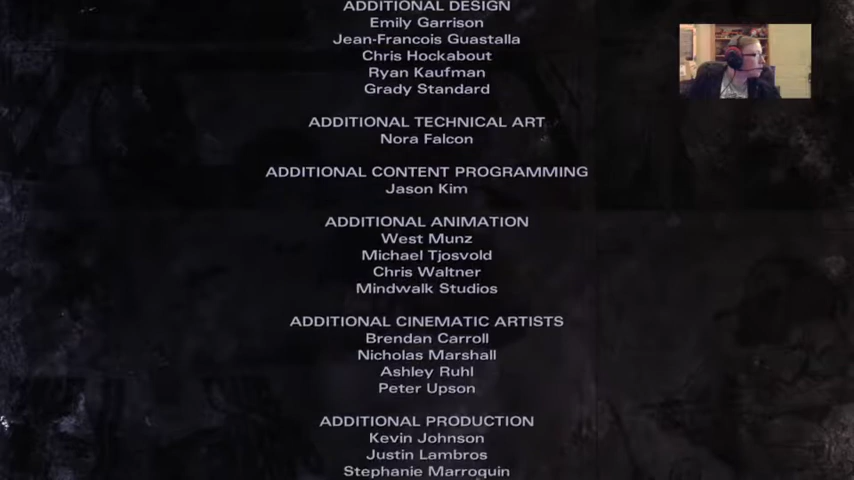 ADDITIONAL DESIGN
Emily Garrison
Jean-Francois Guastalla
Chris Hockabout
Ryan Kaufman
Grady Standard
ADDITIONAL TECHNICAL ART
Nora Falcon
ADDITIONAL CONTENT PROGRAMMING
Jason Kim
ADDITIONAL ANIMATION
West Munz
Michael Tjosvold
Chris Waltner
Mindwalk Studios
ADDITIONAL CINEMATIC ARTISTS
Brendan Carroll
Nicholas Marshall
Ashley Ruhl
Peter Upson
ADDITIONAL PRODUCTION
Kevin Johnson
Justin Lambros
Stephanie Marroquin